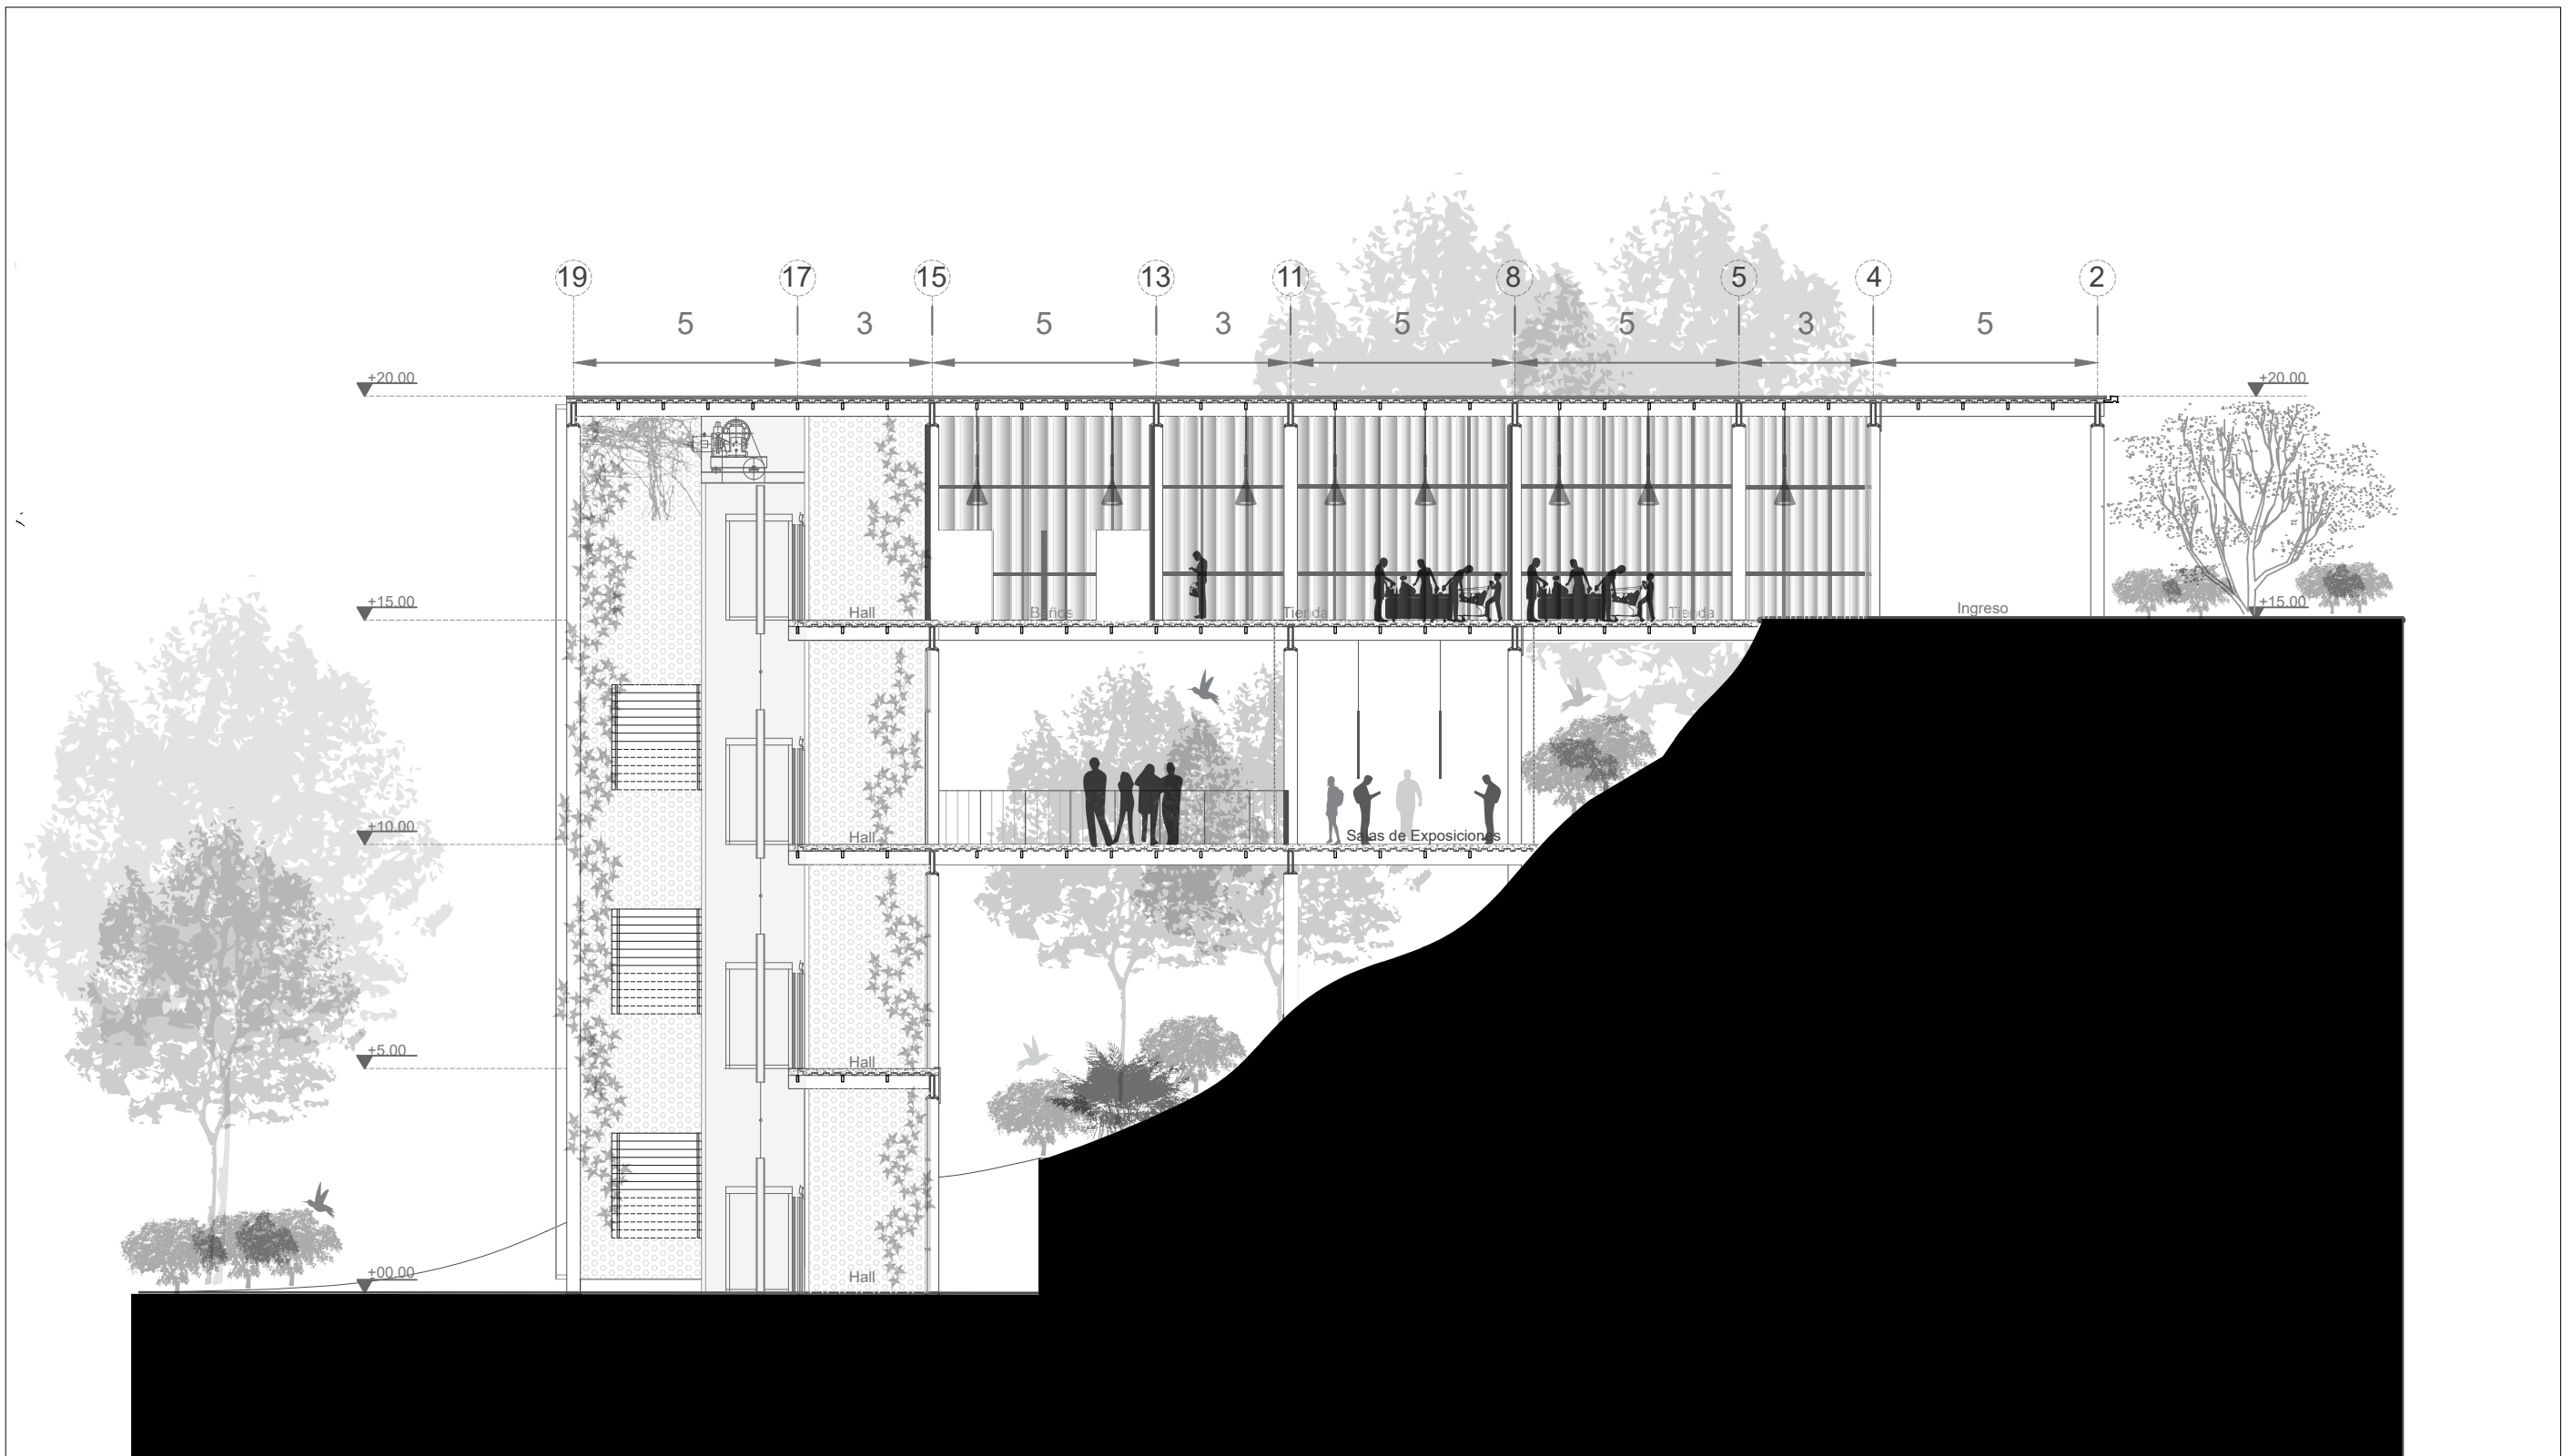 19 17 15 13 11 8 5 4 2
5 3 5 3 5 5 3 5
+20.00 +20.00
+15.00 Hall Baños Tienda Tienda Ingreso +15.00
+10.00 Hall Salas de Exposiciones
+5.00 Hall
+00.00 Hall